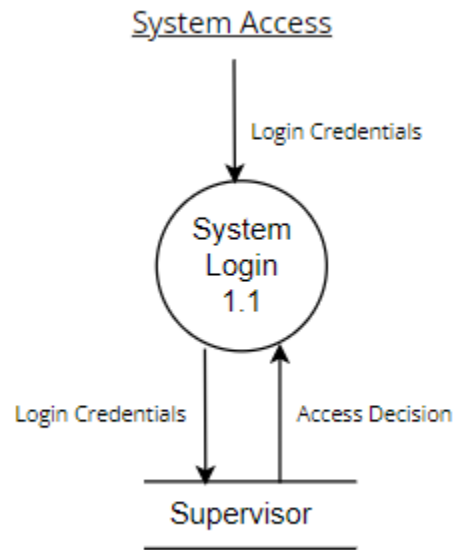 System Access
Login Credentials
System
Login
1.1
Login Credentials
Access Decision
Supervisor